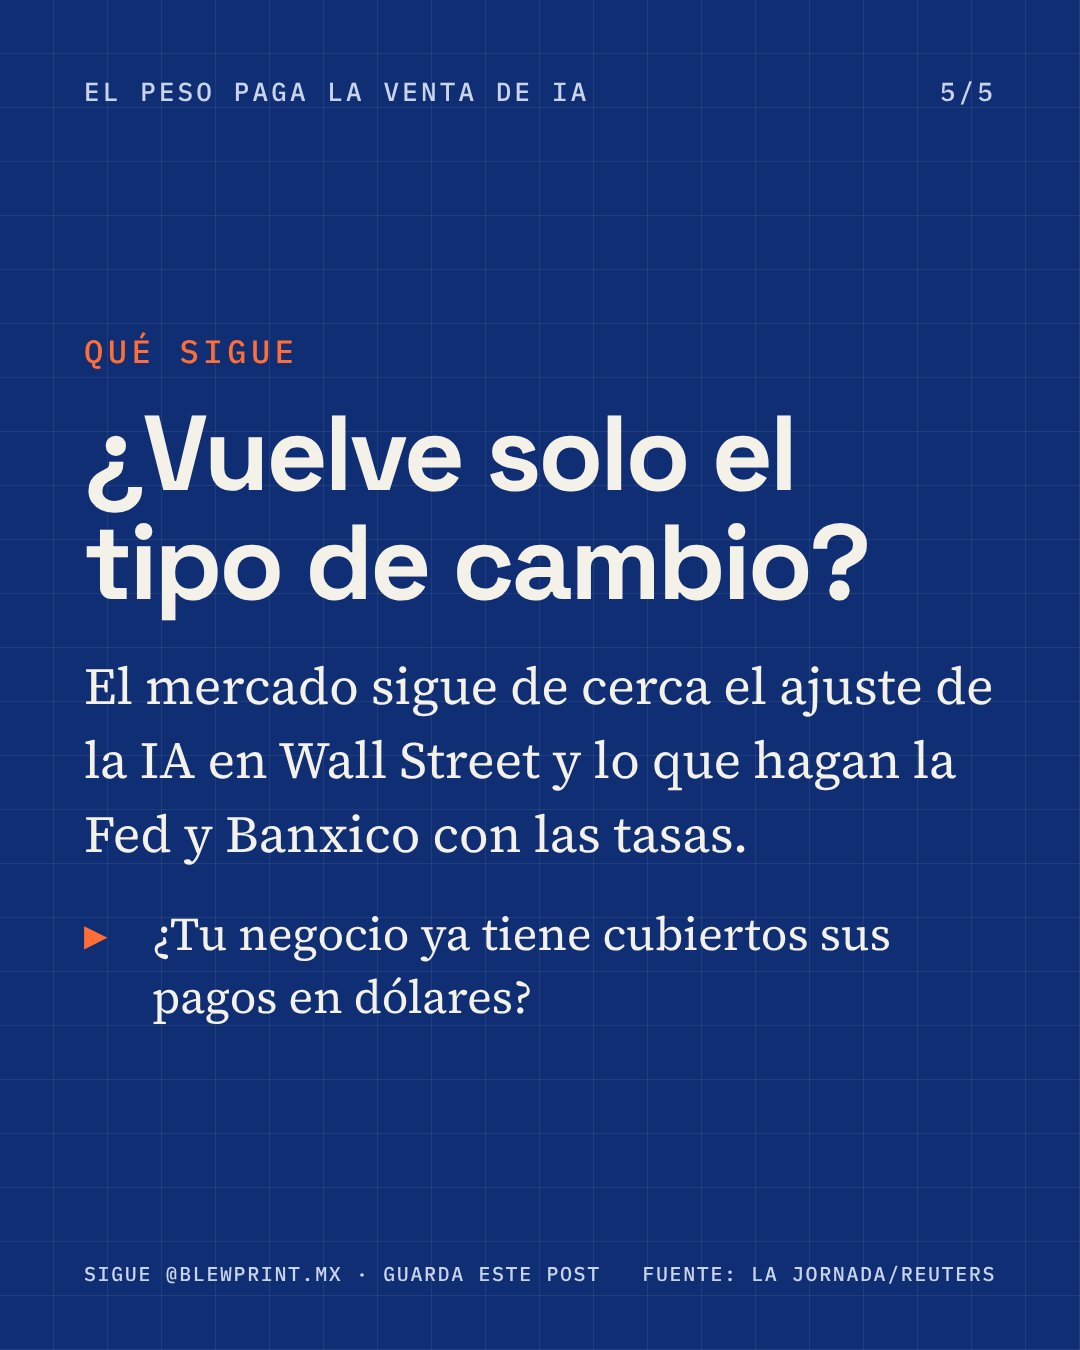 EL PESO PAGA LA VENTA DE IA
5/5
QUÉ SIGUE
¿Vuelve solo el
tipo de cambio?
El mercado sigue de cerca el ajuste de
la IA en Wall Street y lo que hagan la
Fed y Banxico con las tasas.
▶ ¿Tu negocio ya tiene cubiertos sus
pagos en dólares?
SIGUE @BLEWPRINT.MX · GUARDA ESTE POST
FUENTE: LA JORNADA/REUTERS